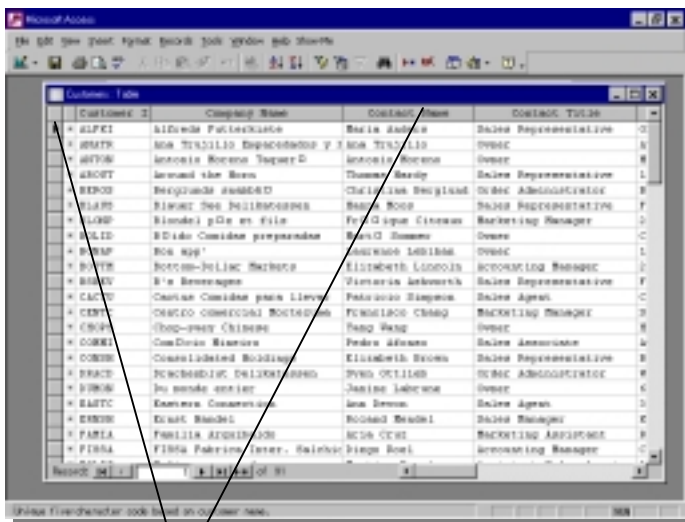 Microsoft Access
File Edit View Insert Format Records Tools Window Help Show Me
Customers: Table
Customer I Company Name Contact Name Contact Title
ALFKI Alfreds Futterkiste Maria Anders Sales Representative
ANATR Ana Trujillo Emparedados y Ana Trujillo Owner
ANTON Antonio Moreno Taquer Antonio Moreno Owner
AROUT Around the Horn Thomas Hardy Sales Representative
BERGS Berglunds Christina Berglund Order Administrator
BLAUS Blauer See Delikatessen Hanna Moos Sales Representative
BLONP Blondel p re et fils Citeaux Marketing Manager
BOLID Comidas preparadas Sommer Owner
BONAP Bon app' Laurence Lebihan Owner
BOTTM Bottom-Dollar Markets Elizabeth Lincoln Accounting Manager
BSBEV B's Beverages Victoria Ashworth Sales Representative
CACTU Cactus Comidas para llevar Patricio Simpson Sales Agent
CENTC Centro comercial Moctezuma Francisco Chang Marketing Manager
CHOPS Chop-suey Chinese Yang Wang Owner
COMMI Mineiro Pedro Afonso Sales Associate
CONSH Consolidated Holdings Elizabeth Brown Sales Representative
DRACD Drachenblut Delikatessen Sven Ottlieb Order Administrator
DUMON Du monde entier Janine Labrune Owner
EASTC Eastern Connection Ann Devon Sales Agent
ERNSH Ernst Handel Roland Mendel Sales Manager
FAMIA Familia Arquibaldo Aria Cruz Marketing Assistant
FISSA FISSA Fabrica Inter. Salchic Diego Roel Accounting Manager
Record: 1 of 91
Unique five-character code based on customer name. NUM